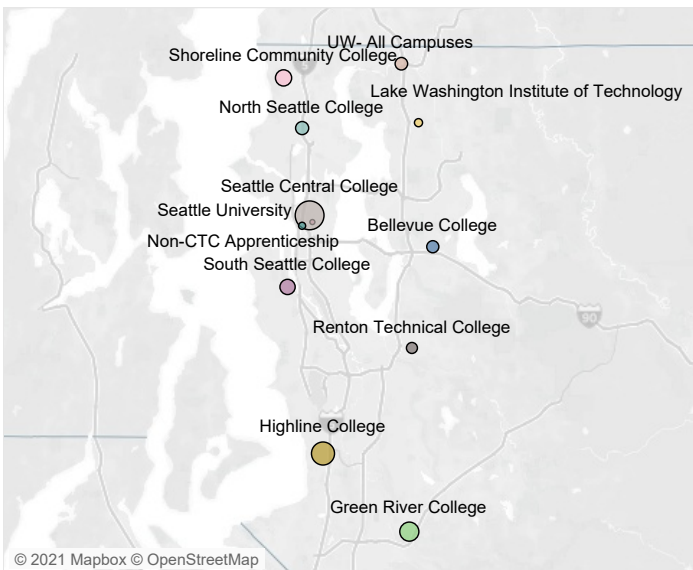 UW- All Campuses
Shoreline Community College
Lake Washington Institute of Technology
North Seattle College
Seattle Central College
Seattle University
Bellevue College
Non-CTC Apprenticeship
South Seattle College
90
Renton Technical College
Highline College
Green River College
© 2021 Mapbox © OpenStreetMap